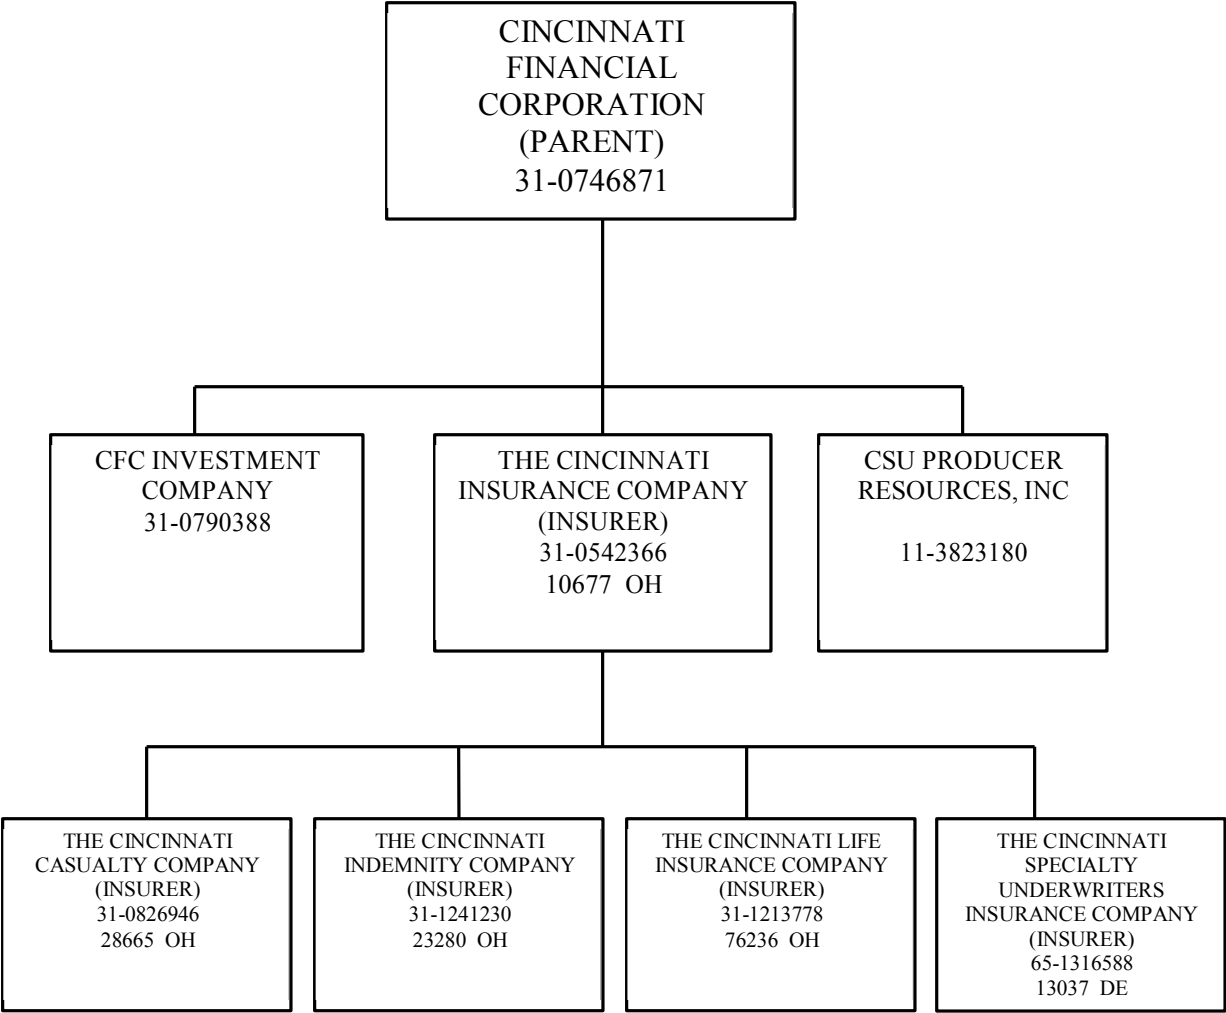 CINCINNATI
FINANCIAL
CORPORATION
(PARENT)
31-0746871
CFC INVESTMENT
COMPANY
31-0790388
THE CINCINNATI
INSURANCE COMPANY
(INSURER)
31-0542366
10677 OH
CSU PRODUCER
RESOURCES, INC
11-3823180
THE CINCINNATI
CASUALTY COMPANY
(INSURER)
31-0826946
28665 OH
THE CINCINNATI
INDEMNITY COMPANY
(INSURER)
31-1241230
23280 OH
THE CINCINNATI LIFE
INSURANCE COMPANY
(INSURER)
31-1213778
76236 OH
THE CINCINNATI
SPECIALTY
UNDERWRITERS
INSURANCE COMPANY
(INSURER)
65-1316588
13037 DE